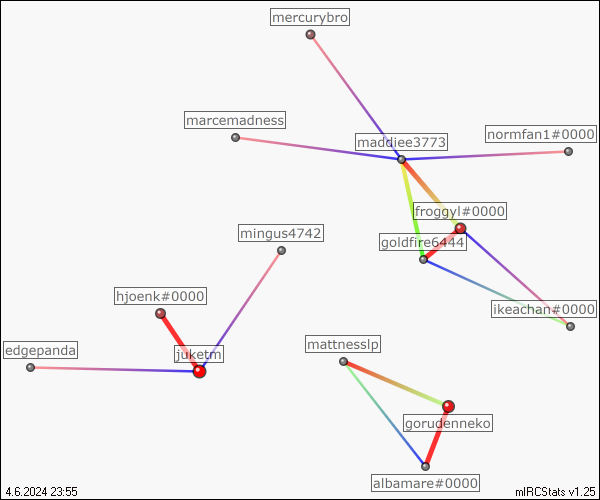 mercurybro
marcemadness
normfan1#0000
maddiee3773
froggyl#0000
mingus4742
goldfire6444
hjoenk#0000
ikeachan#0000
edgepanda
juketm
mattnesslp
gorudenneko
albamare#0000
4.6.2024 23:55
mIRCStats v1.25